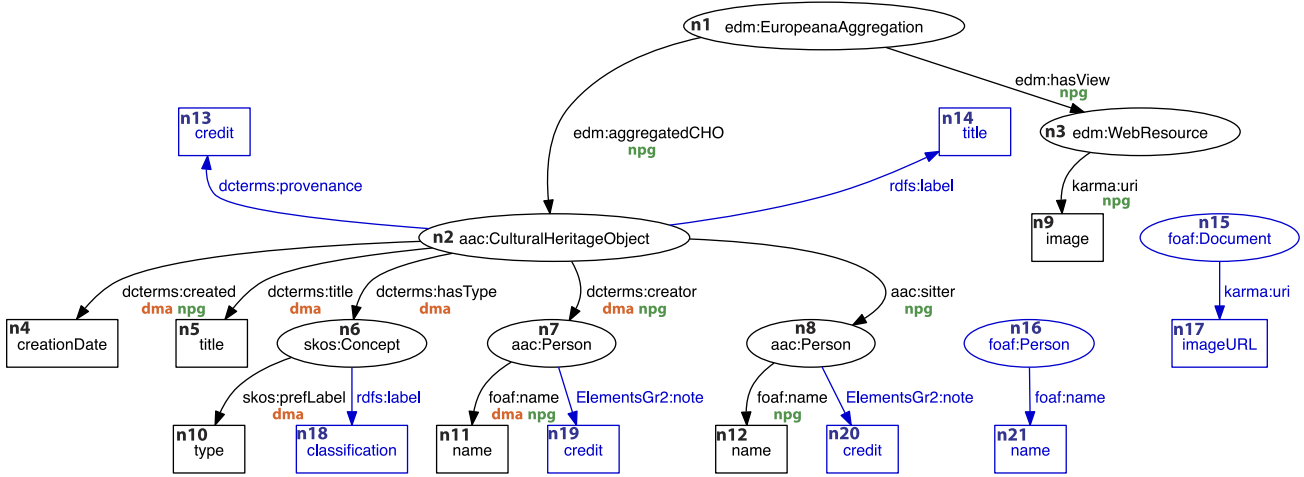 n1 edm:EuropeanaAggregation
edm:hasView
npg
n13
credit
n14
title
edm:aggregatedCHO
npg
n3 edm:WebResource
dcterms:provenance
rdfs:label
karma:uri
npg
n2 aac:CulturalHeritageObject
n9
image
n15
foaf:Document
dcterms:created
dma npg
dcterms:title
dma
dcterms:hasType
dma
dcterms:creator
dma npg
aac:sitter
npg
karma:uri
n4
creationDate
n5
title
n6
skos:Concept
n7
aac:Person
n8
aac:Person
n16
foaf:Person
n17
imageURL
skos:prefLabel
dma
rdfs:label
foaf:name
dma npg
ElementsGr2:note
foaf:name
npg
ElementsGr2:note
foaf:name
n10
type
n18
classification
n11
name
n19
credit
n12
name
n20
credit
n21
name